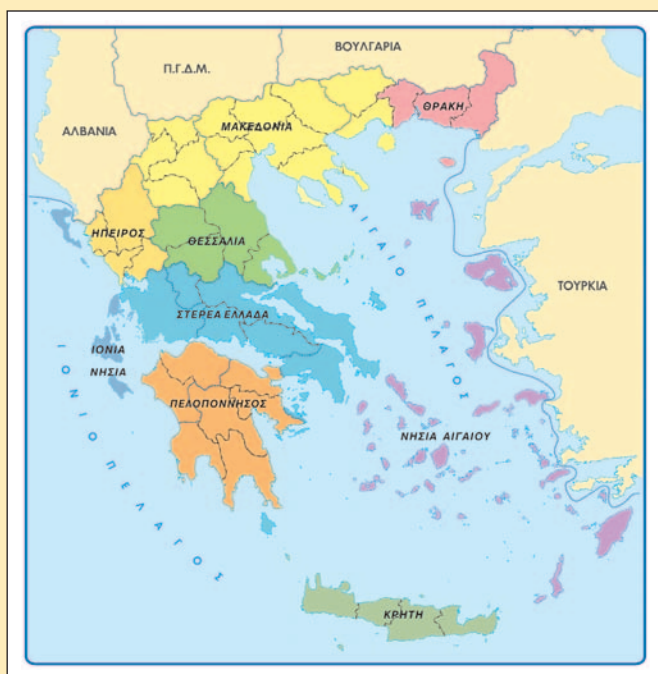 ΒΟΥΛΓΑΡΙΑ
Π.Γ.Δ.Μ.
ΘΡΑΚΗ
ΑΛΒΑΝΙΑ
ΜΑΚΕΔΟΝΙΑ
ΗΠΕΙΡΟΣ
ΘΕΣΣΑΛΙΑ
ΑΙΓΑΙΟ ΠΕΛΑΓΟΣ
ΤΟΥΡΚΙΑ
ΣΤΕΡΕΑ ΕΛΛΑΔΑ
ΙΟΝΙΑ
ΝΗΣΙΑ
ΙΟΝΙΟ ΠΕΛΑΓΟΣ
ΠΕΛΟΠΟΝΝΗΣΟΣ
ΝΗΣΙΑ ΑΙΓΑΙΟΥ
ΚΡΗΤΗ